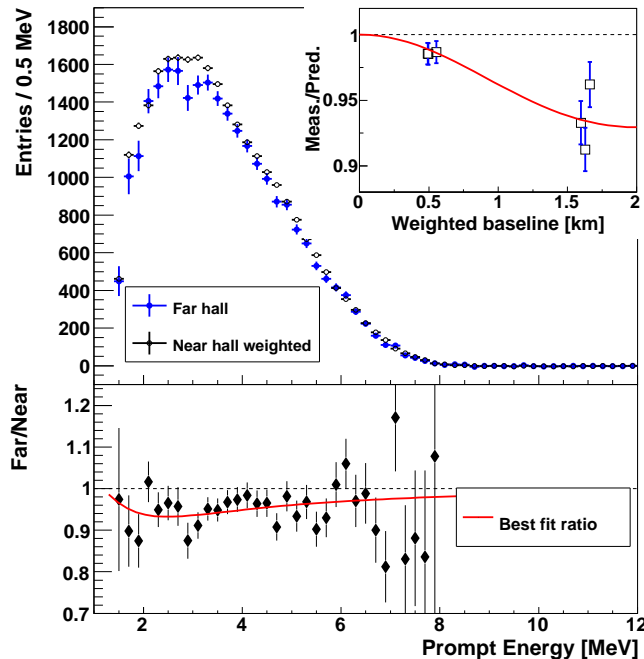 Entries / 0.5 MeV
1800
1600
1400
1200
1000
800
600
400
200
0
Far hall
Near hall weighted
Meas./Pred.
1
0.95
0.9
0 0.5 1 1.5 2
Weighted baseline [km]
Far/Near
1.2
1.1
1
0.9
0.8
0.7
Best fit ratio
2 4 6 8 10 12
Prompt Energy [MeV]